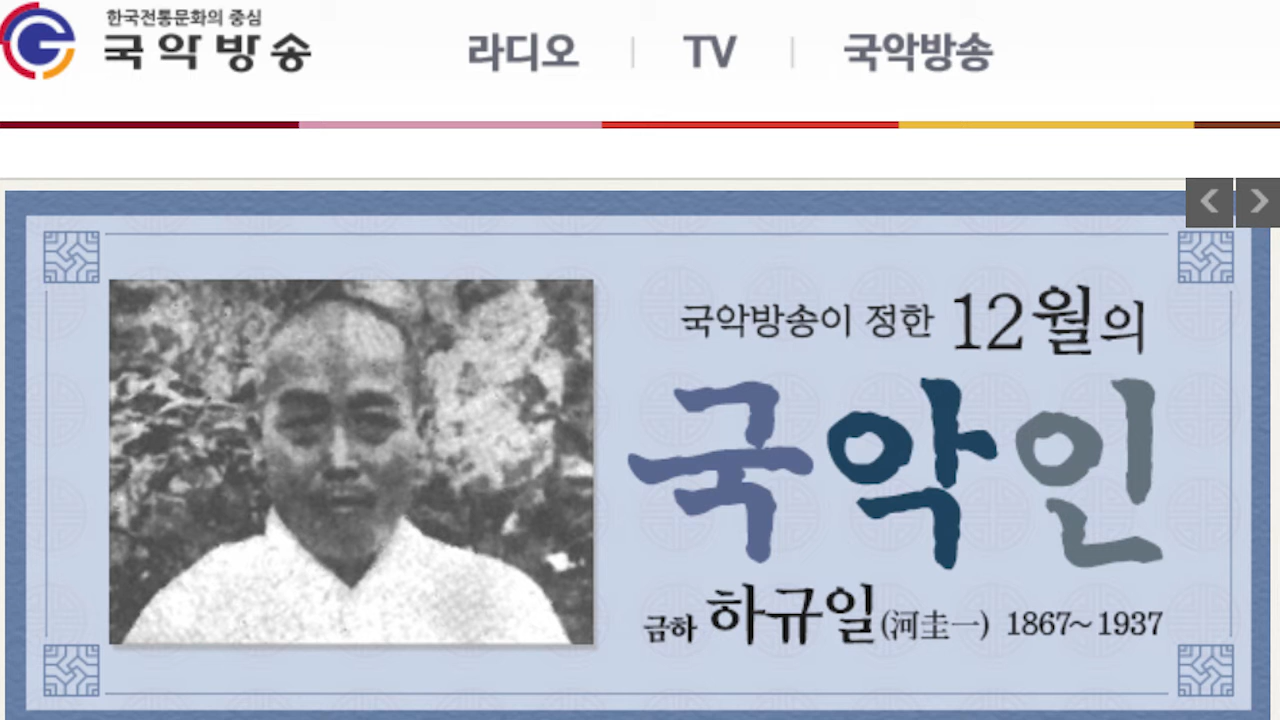 한국전통문화의 중심
국악방송
라디오 | TV | 국악방송
국악방송이 정한 12월의
국악인
금하 하규일(河圭一) 1867~1937